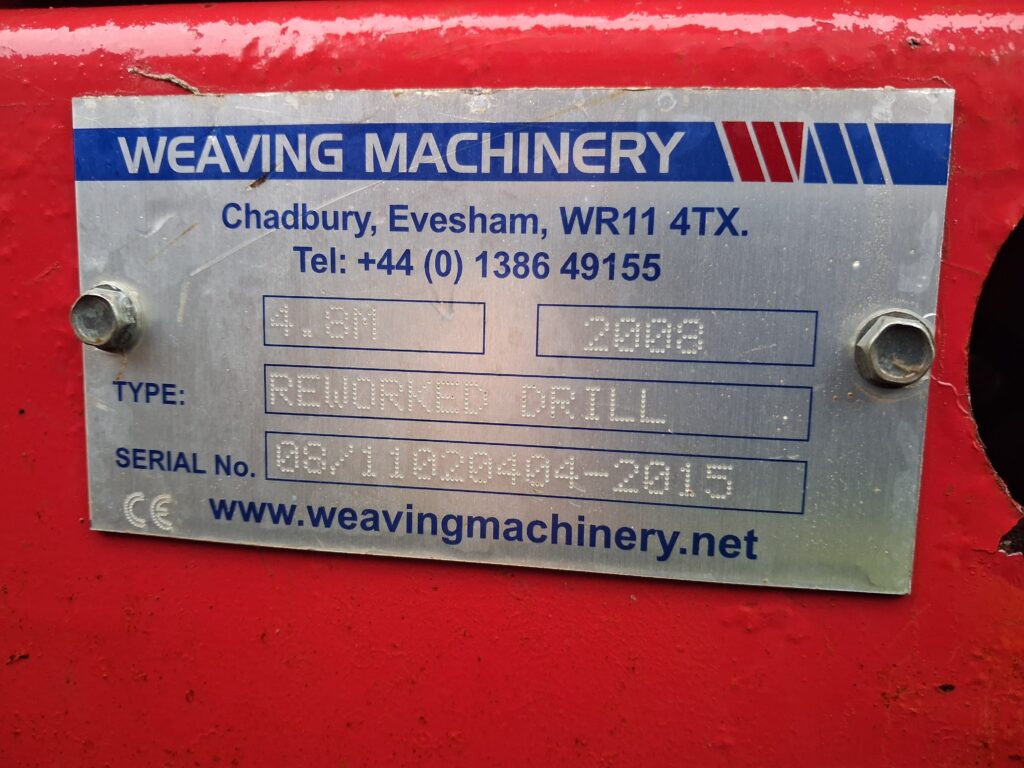 WEAVING MACHINERY
Chadbury, Evesham, WR11 4TX.
Tel: +44 (0) 1386 49155
4.8M 2008
TYPE: REWORKED DRILL
SERIAL No. 08/11020404-2015
CE www.weavingmachinery.net